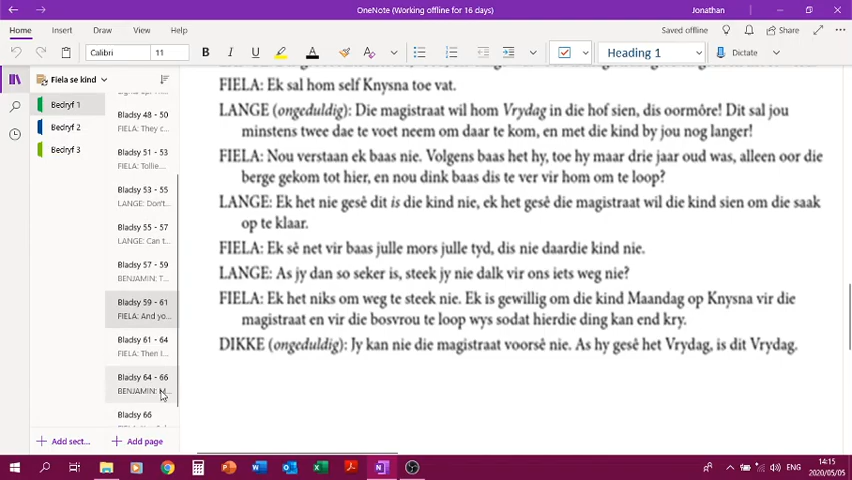 OneNote (Working offline for 16 days)
Jonathan
Home Insert Draw View Help
Saved offline
Share
Calibri 11 B I U A Heading 1 Dictate
Fiela se kind
Bedryf 1
Bedryf 2
Bedryf 3
Bladsy 48 - 50
FIELA: They c...
Bladsy 51 - 53
FIELA: Tollie...
Bladsy 53 - 55
LANGE: Don't...
Bladsy 55 - 57
LANGE: Can t...
Bladsy 57 - 59
BENJAMIN: T...
Bladsy 59 - 61
FIELA: And yo...
Bladsy 61 - 64
FIELA: Then I...
Bladsy 64 - 66
BENJAMIN:
Bladsy 66
Add sect...
Add page
FIELA: Ek sal hom self Knysna toe vat.
LANGE (ongeduldig): Die magistraat wil hom Vrydag in die hof sien, dis oormôre! Dit sal jou
minstens twee dae te voet neem om daar te kom, en met die kind by jou nog langer!
FIELA: Nou verstaan ek baas nie. Volgens baas het hy, toe hy maar drie jaar oud was, alleen oor die
berge gekom tot hier, en nou dink baas dis te ver vir hom om te loop?
LANGE: Ek het nie gesê dit is die kind nie, ek het gesê die magistraat wil die kind sien om die saak
op te klaar.
FIELA: Ek sê net vir baas julle mors julle tyd, dis nie daardie kind nie.
LANGE: As jy dan so seker is, steek jy nie dalk vir ons iets weg nie?
FIELA: Ek het niks om weg te steek nie. Ek is gewillig om die kind Maandag op Knysna vir die
magistraat en vir die bosvrou te loop wys sodat hierdie ding kan end kry.
DIKKE (ongeduldig): Jy kan nie die magistraat voorsê nie. As hy gesê het Vrydag, is dit Vrydag.
ENG
14:15
2020/05/05